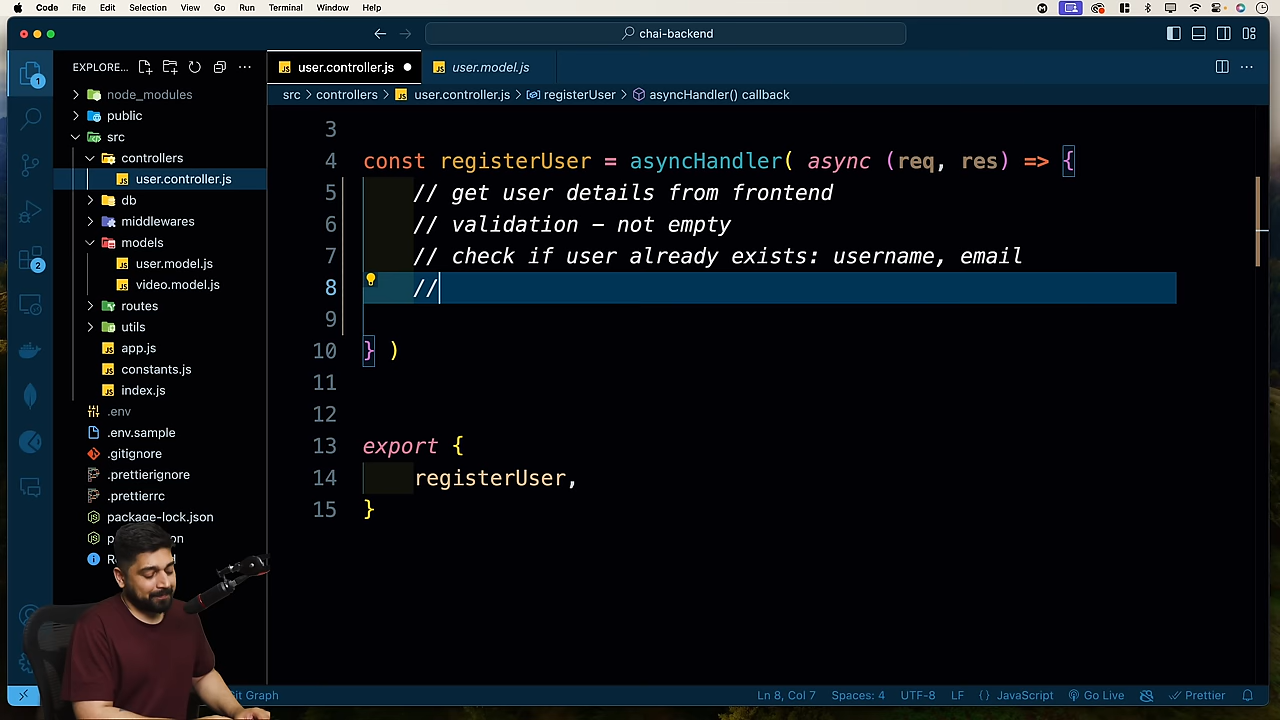 Code File Edit Selection View Go Run Terminal Window Help
chai-backend
EXPLORE...
user.controller.js
user.model.js
src > controllers > user.controller.js > registerUser > asyncHandler() callback
node_modules
public
src
controllers
user.controller.js
db
middlewares
models
user.model.js
video.model.js
routes
utils
app.js
constants.js
index.js
.env
.env.sample
.gitignore
.prettierignore
.prettierrc
package-lock.json
1
2
3
4 const registerUser = asyncHandler( async (req, res) => {
5 // get user details from frontend
6 // validation - not empty
7 // check if user already exists: username, email
8 //
9
10 } )
11
12
13 export {
14 registerUser,
15 }
Git Graph
Ln 8, Col 7 Spaces: 4 UTF-8 LF {} JavaScript Go Live Prettier